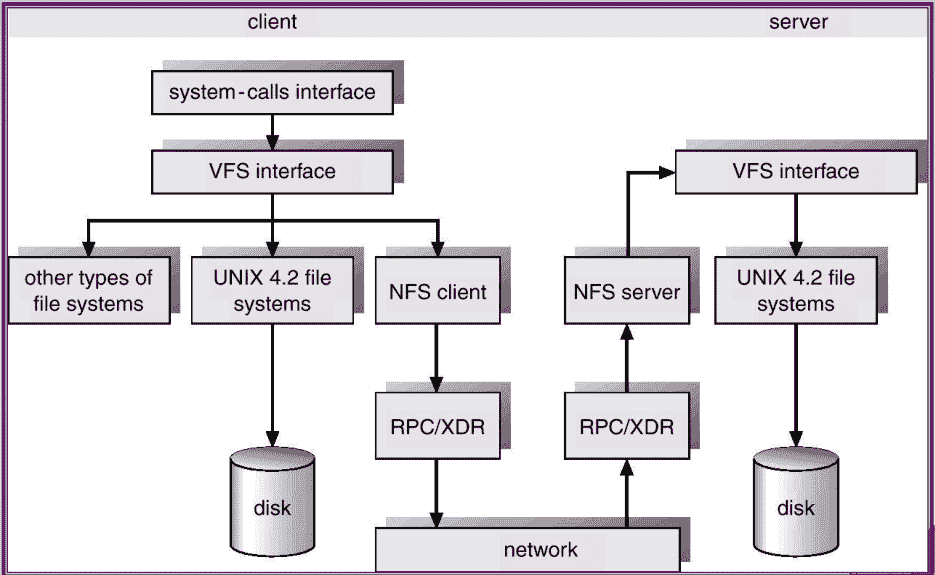 client
server
system-calls interface
VFS interface
VFS interface
other types of
file systems
UNIX 4.2 file
systems
NFS client
NFS server
UNIX 4.2 file
systems
RPC/XDR
RPC/XDR
disk
disk
network